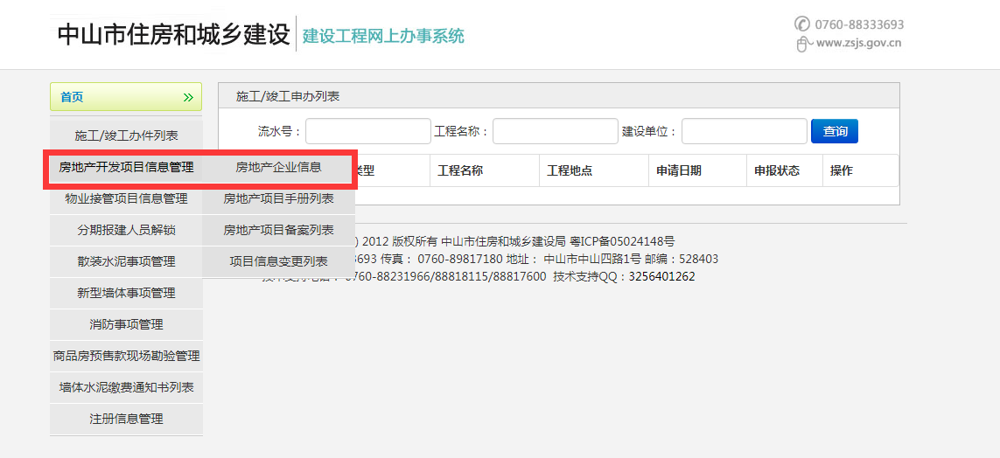 中山市住房和城乡建设 建设工程网上办事系统
0760-88333693
www.zsjs.gov.cn
首页
施工/竣工办件列表
房地产开发项目信息管理
物业接管项目信息管理
分期报建人员解锁
散装水泥事项管理
新型墙体事项管理
消防事项管理
商品房预售款现场勘验管理
墙体水泥缴费通知书列表
注册信息管理
房地产企业信息
房地产项目手册列表
房地产项目备案列表
项目信息变更列表
施工/竣工申办列表
流水号： 工程名称： 建设单位： 查询
类型 工程名称 工程地点 申请日期 申报状态 操作
) 2012 版权所有 中山市住房和城乡建设局 粤ICP备05024148号
3693 传真： 0760-89817180 地址： 中山市中山四路1号 邮编：528403
技术支持电话： 0760-88231966/88818115/88817600 技术支持QQ：3256401262